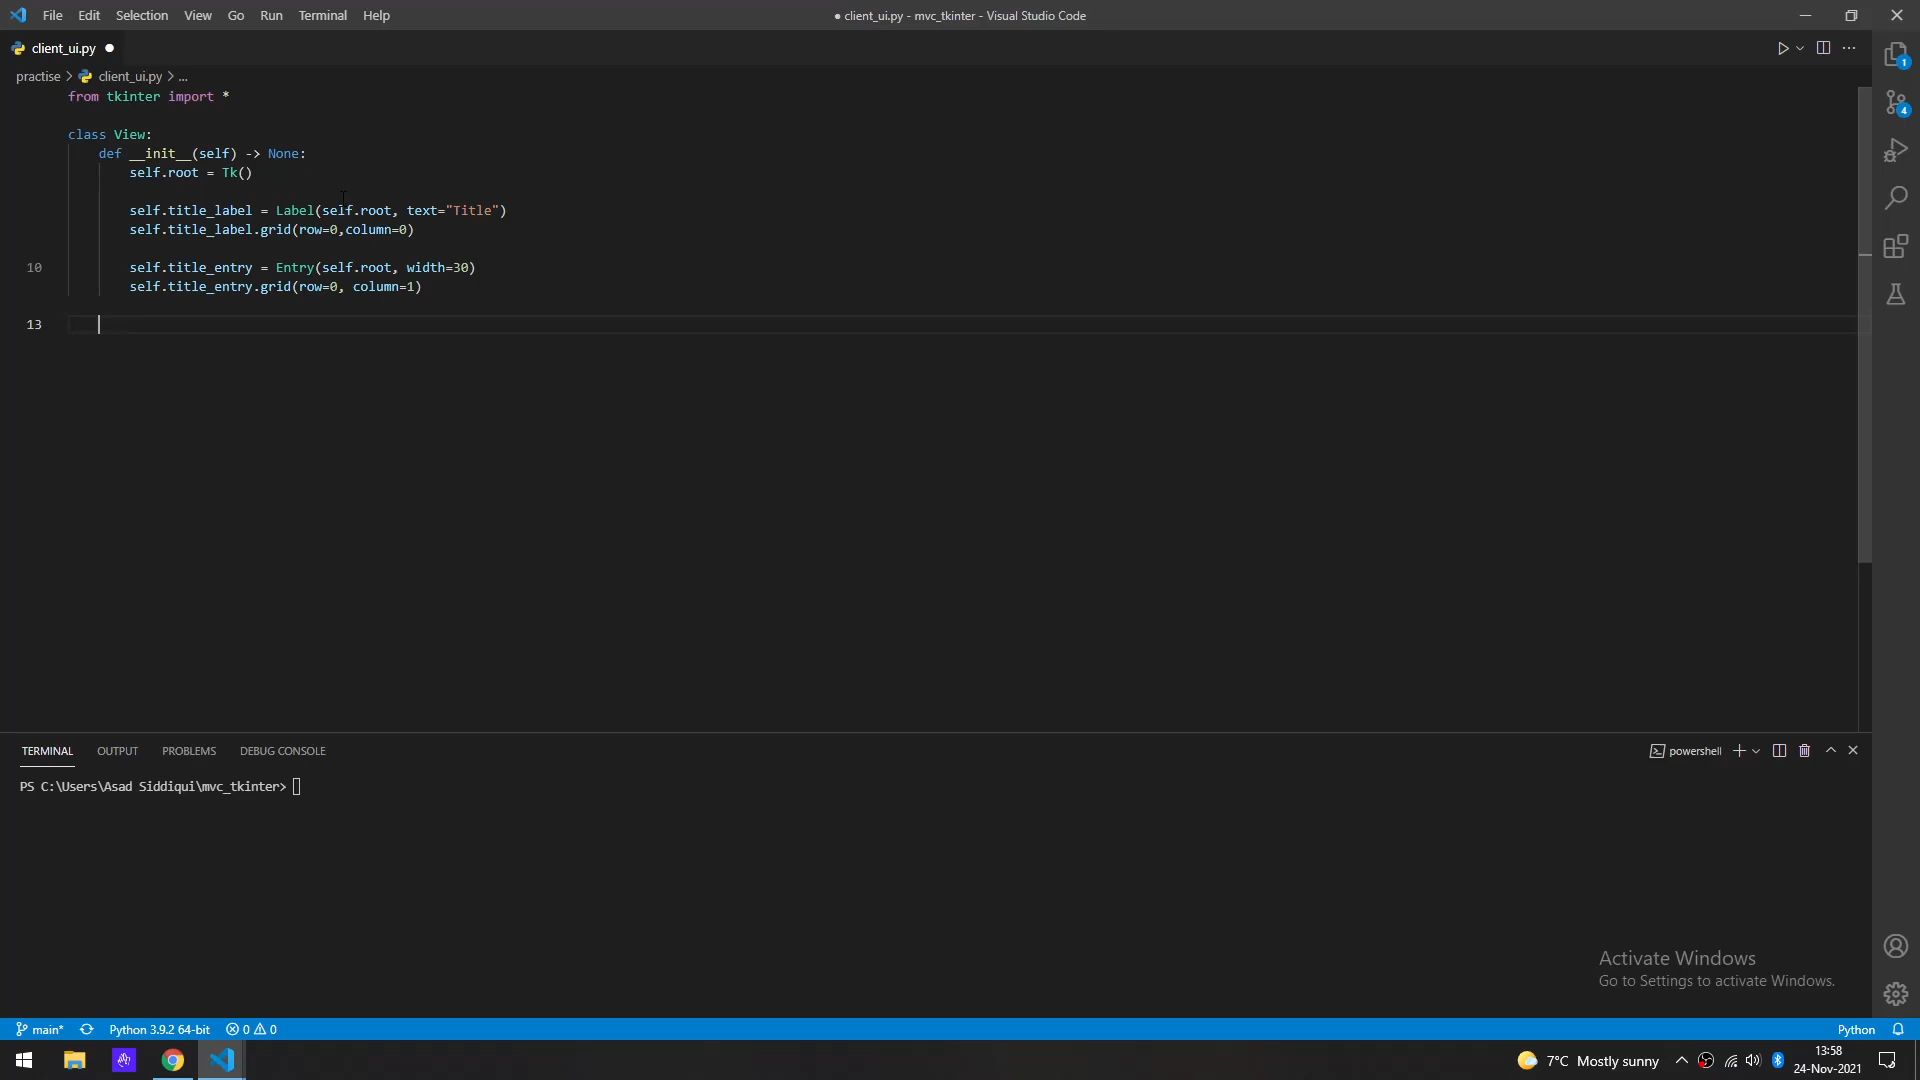 File Edit Selection View Go Run Terminal Help
● client_ui.py - mvc_tkinter - Visual Studio Code
client_ui.py
practise > client_ui.py > ...
from tkinter import *
class View:
def __init__(self) -> None:
self.root = Tk()
self.title_label = Label(self.root, text="Title")
self.title_label.grid(row=0,column=0)
10 self.title_entry = Entry(self.root, width=30)
self.title_entry.grid(row=0, column=1)
13
1
4
TERMINAL OUTPUT PROBLEMS DEBUG CONSOLE
powershell
PS C:\Users\Asad Siddiqui\mvc_tkinter>
Activate Windows
Go to Settings to activate Windows.
main* Python 3.9.2 64-bit 0 0
Python
7°C Mostly sunny
13:58
24-Nov-2021